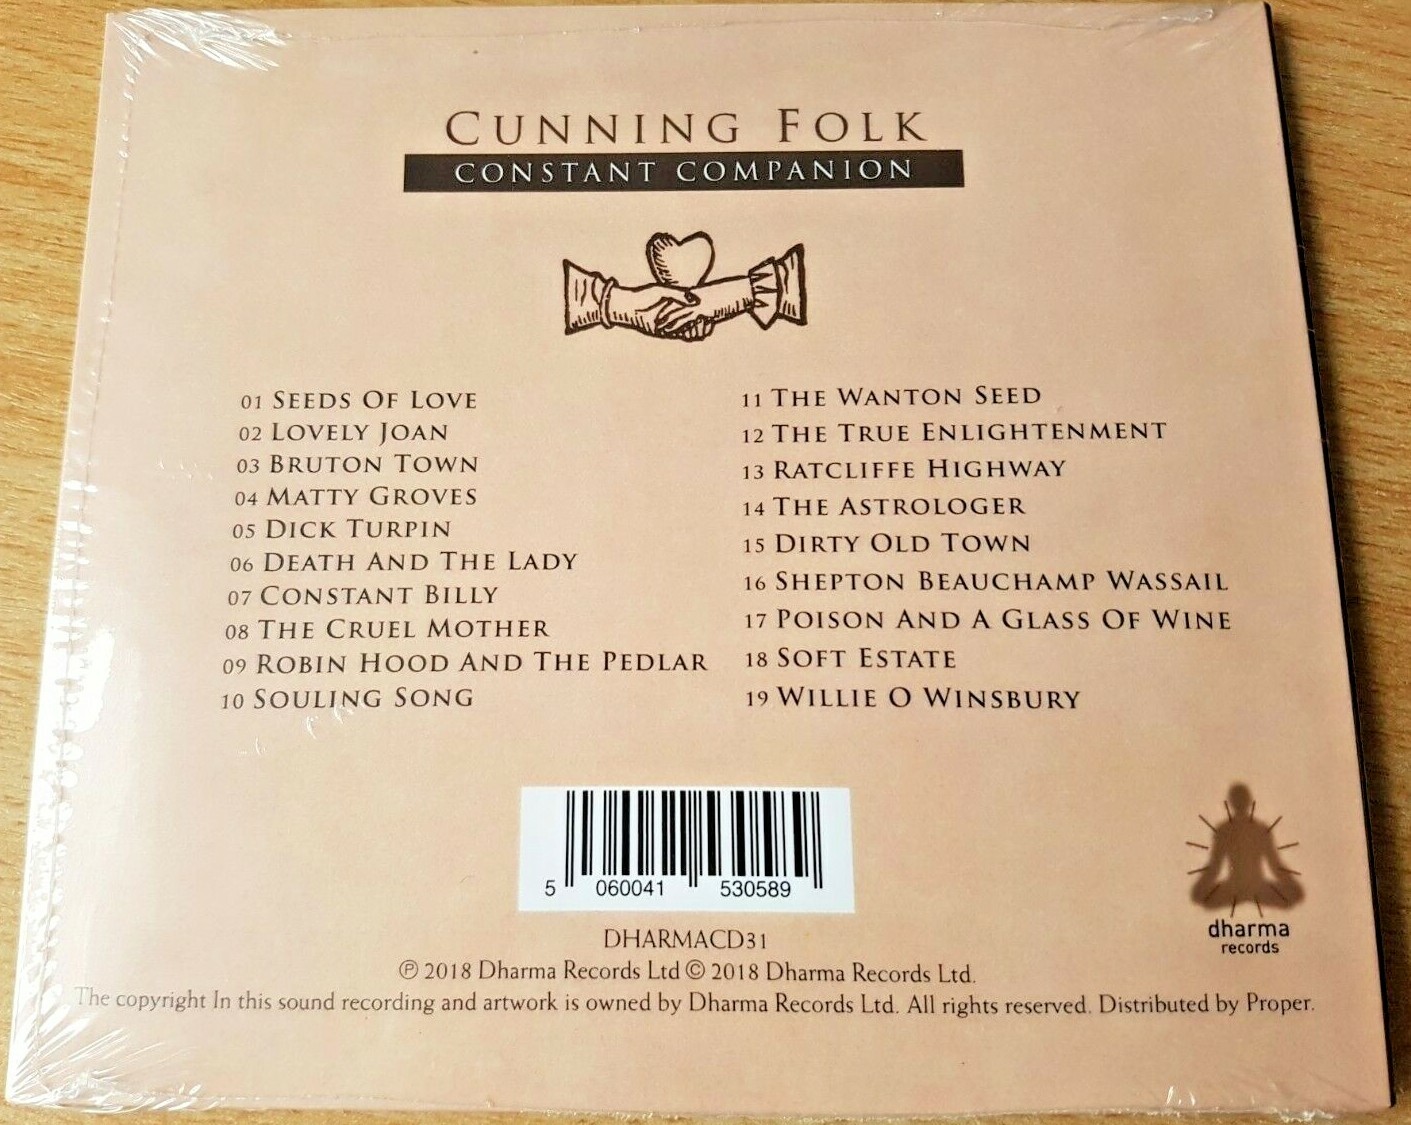 CUNNING FOLK
CONSTANT COMPANION
01 SEEDS OF LOVE
02 LOVELY JOAN
03 BRUTON TOWN
04 MATTY GROVES
05 DICK TURPIN
06 DEATH AND THE LADY
07 CONSTANT BILLY
08 THE CRUEL MOTHER
09 ROBIN HOOD AND THE PEDLAR
10 SOULING SONG
11 THE WANTON SEED
12 THE TRUE ENLIGHTENMENT
13 RATCLIFFE HIGHWAY
14 THE ASTROLOGER
15 DIRTY OLD TOWN
16 SHEPTON BEAUCHAMP WASSAIL
17 POISON AND A GLASS OF WINE
18 SOFT ESTATE
19 WILLIE O WINSBURY
5 060041 530589
dharma
records
DHARMACD31
℗ 2018 Dharma Records Ltd © 2018 Dharma Records Ltd.
The copyright In this sound recording and artwork is owned by Dharma Records Ltd. All rights reserved. Distributed by Proper.